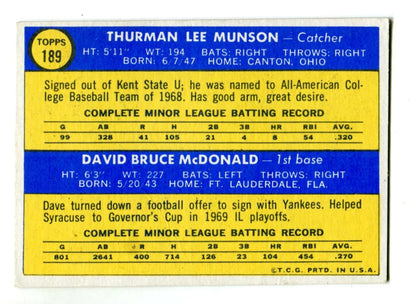 TOPPS
189
THURMAN LEE MUNSON — Catcher
HT: 5'11" WT: 194 BATS: RIGHT THROWS: RIGHT
BORN: 6/7/47 HOME: CANTON, OHIO
Signed out of Kent State U; he was named to All-American Col-
lege Baseball Team of 1968. Has good arm, great desire.
COMPLETE MINOR LEAGUE BATTING RECORD
G AB R H 2B 3B HR RBI AVG.
99 328 41 105 21 4 8 54 .320
DAVID BRUCE McDONALD — 1st base
HT: 6'3" WT: 227 BATS: LEFT THROWS: RIGHT
BORN: 5/20/43 HOME: FT. LAUDERDALE, FLA.
Dave turned down a football offer to sign with Yankees. Helped
Syracuse to Governor's Cup in 1969 IL playoffs.
COMPLETE MINOR LEAGUE BATTING RECORD
G AB R H 2B 3B HR RBI AVG.
801 2641 400 714 126 23 104 454 .270
©T.C.G. PRTD. IN U.S.A.